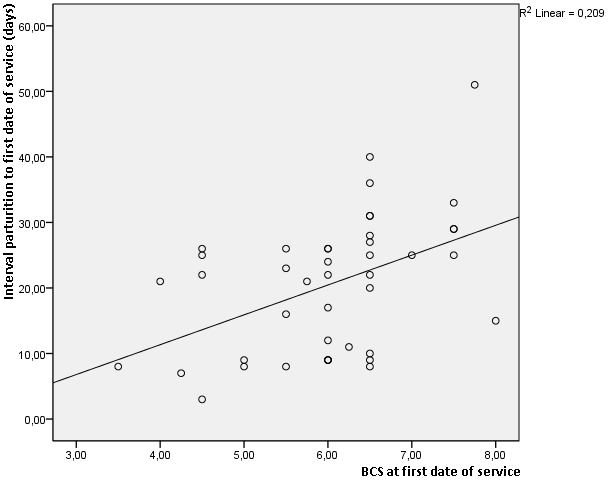 R² Linear = 0,209
60,00
50,00
40,00
30,00
20,00
10,00
0,00
Interval parturition to first date of service (days)
3,00 4,00 5,00 6,00 7,00 8,00
BCS at first date of service